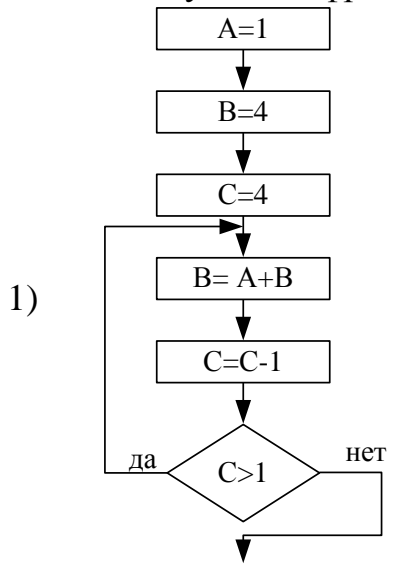 A=1
B=4
C=4
B= A+B
1)
C=C-1
да
C>1
нет